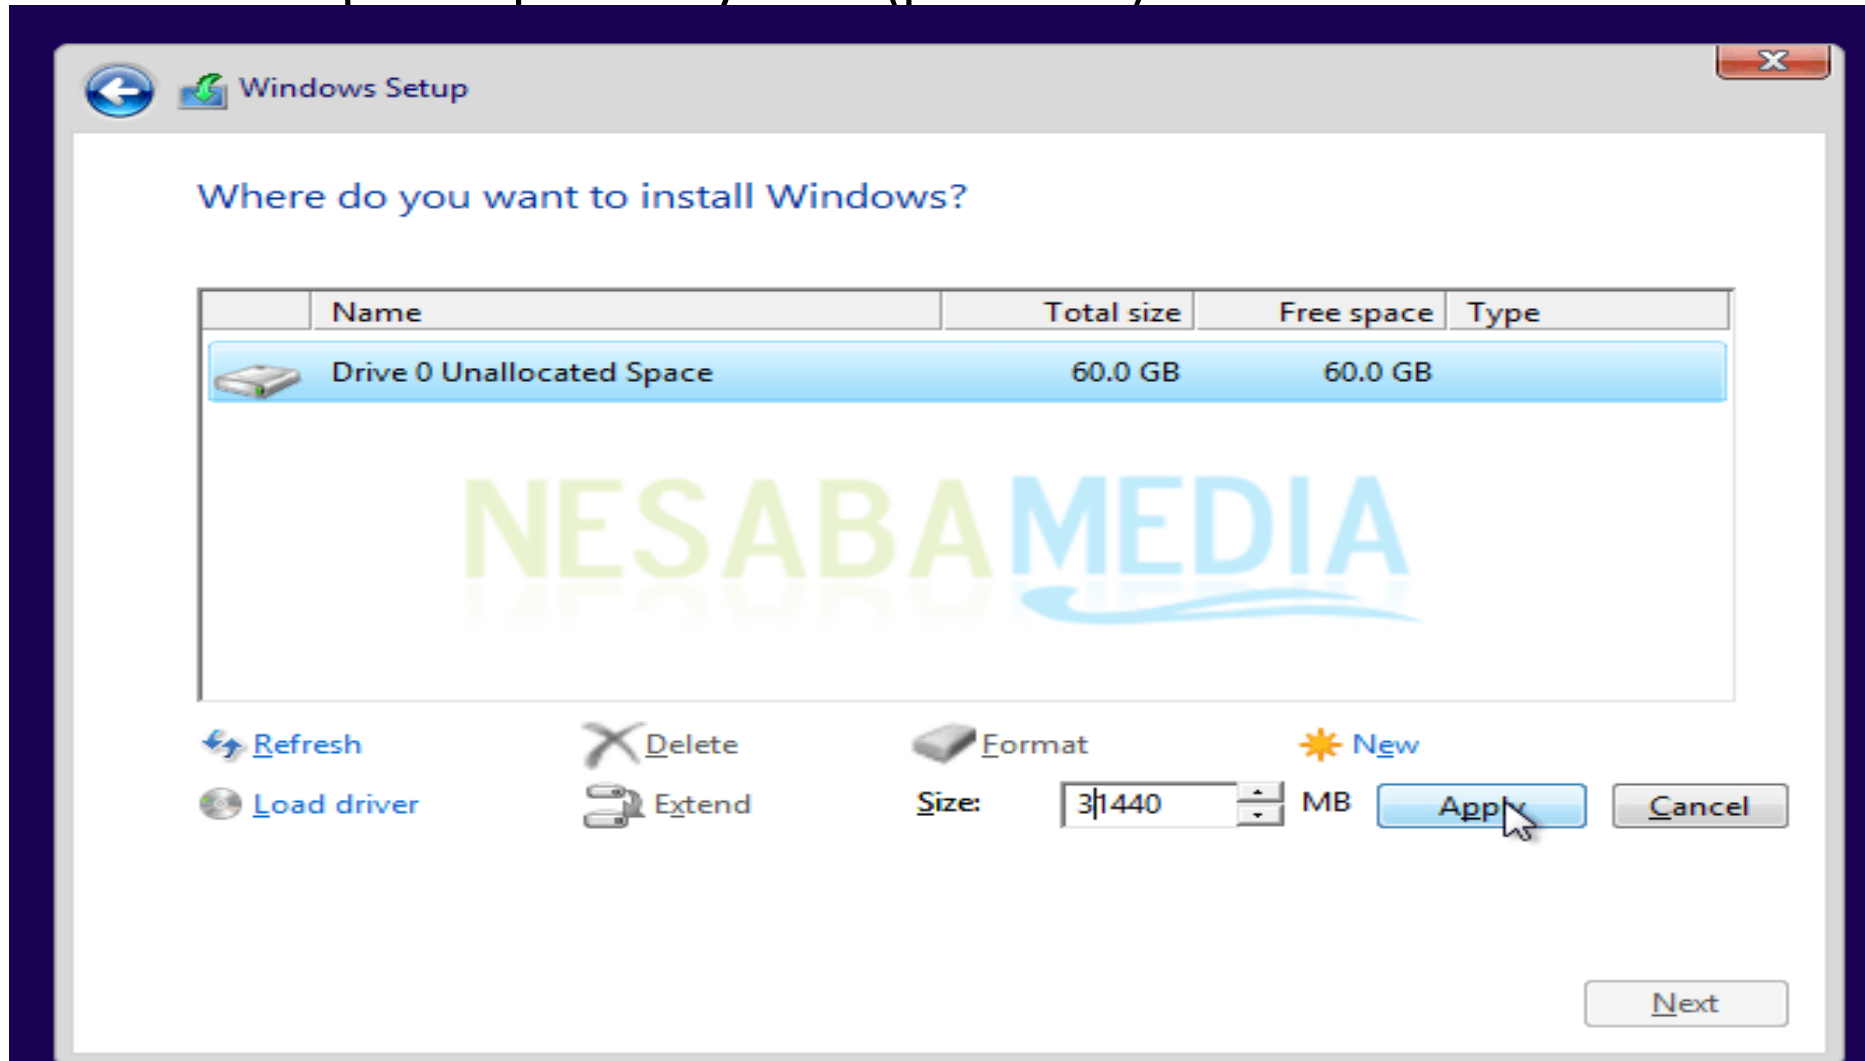 Windows Setup
Where do you want to install Windows?
Name Total size Free space Type
Drive 0 Unallocated Space 60.0 GB 60.0 GB
NESABAMEDIA
Refresh Delete Format New
Load driver Extend Size: 31440 MB Apply Cancel
Next